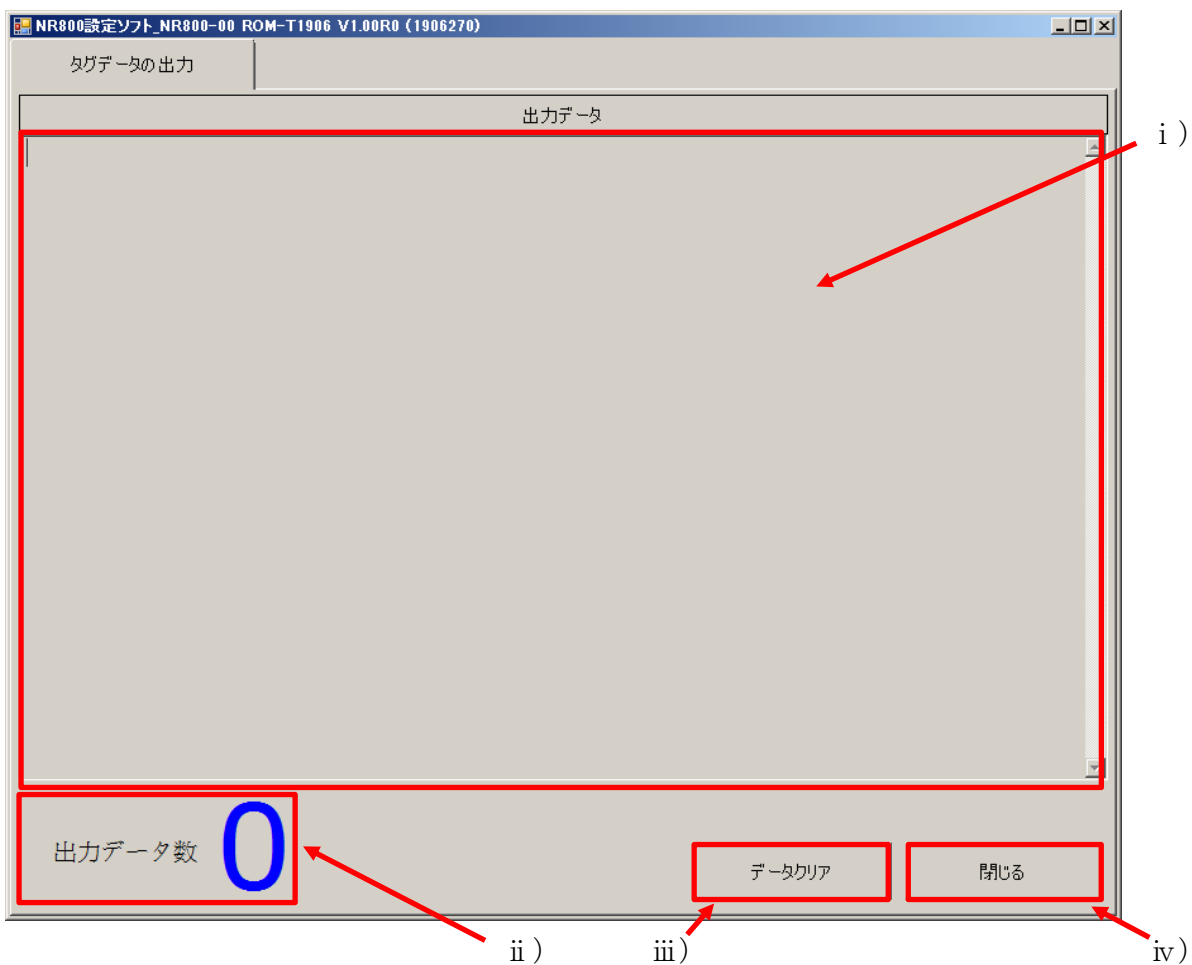 NR800設定ソフト_NR800-00 ROM-T1906 V1.00R0 (1906270)
タグデータの出力
出力データ
ⅰ)
出力データ数 0
データクリア
閉じる
ⅱ)
ⅲ)
ⅳ)